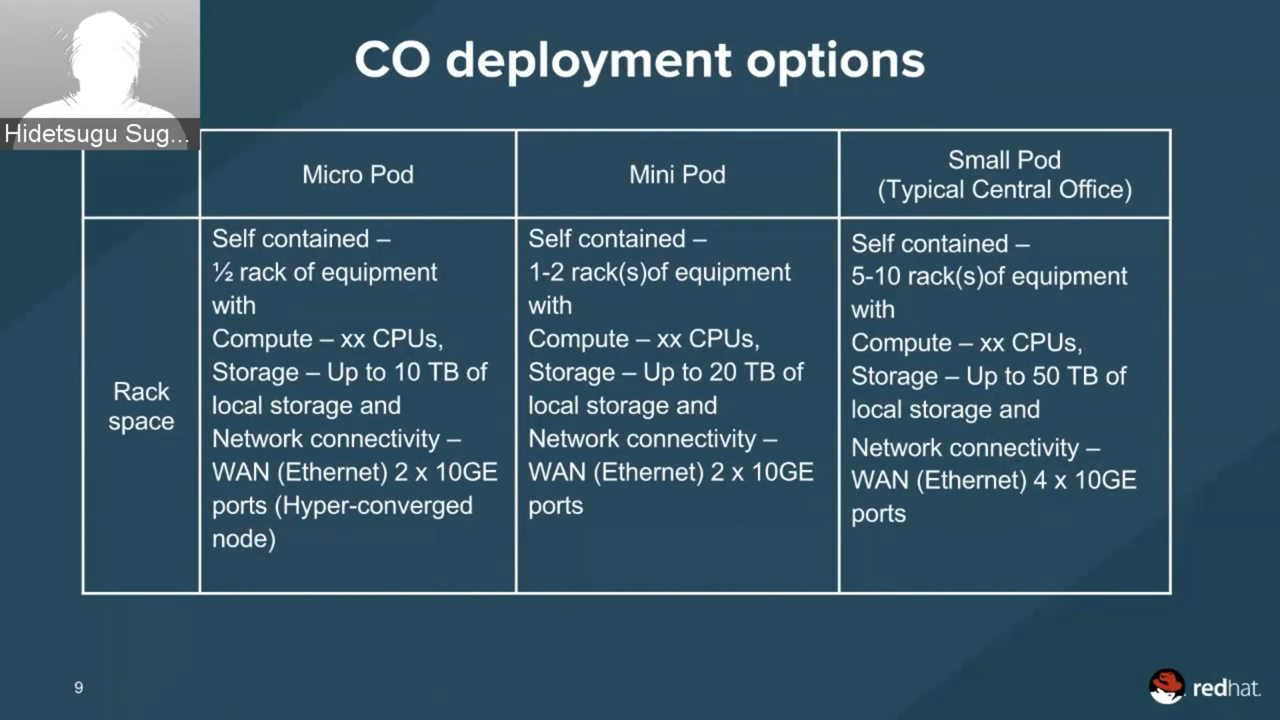 CO deployment options
Hidetsugu Sug...
Micro Pod
Mini Pod
Small Pod
(Typical Central Office)
Rack
space
Self contained –
½ rack of equipment
with
Compute – xx CPUs,
Storage – Up to 10 TB of
local storage and
Network connectivity –
WAN (Ethernet) 2 x 10GE
ports (Hyper-converged
node)
Self contained –
1-2 rack(s)of equipment
with
Compute – xx CPUs,
Storage – Up to 20 TB of
local storage and
Network connectivity –
WAN (Ethernet) 2 x 10GE
ports
Self contained –
5-10 rack(s)of equipment
with
Compute – xx CPUs,
Storage – Up to 50 TB of
local storage and
Network connectivity –
WAN (Ethernet) 4 x 10GE
ports
9
redhat.